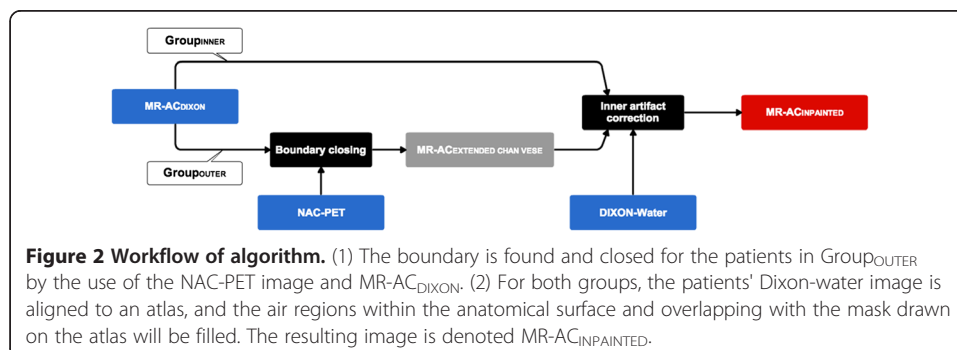 GroupINNER
MR-ACDIXON
Inner artifact
correction
MR-ACINPAINTED
Boundary closing
MR-ACEXTENDED CHAN VESE
GroupOUTER
NAC-PET
DIXON-Water
Figure 2 Workflow of algorithm. (1) The boundary is found and closed for the patients in GroupOUTER
by the use of the NAC-PET image and MR-ACDIXON. (2) For both groups, the patients' Dixon-water image is
aligned to an atlas, and the air regions within the anatomical surface and overlapping with the mask drawn
on the atlas will be filled. The resulting image is denoted MR-ACINPAINTED.